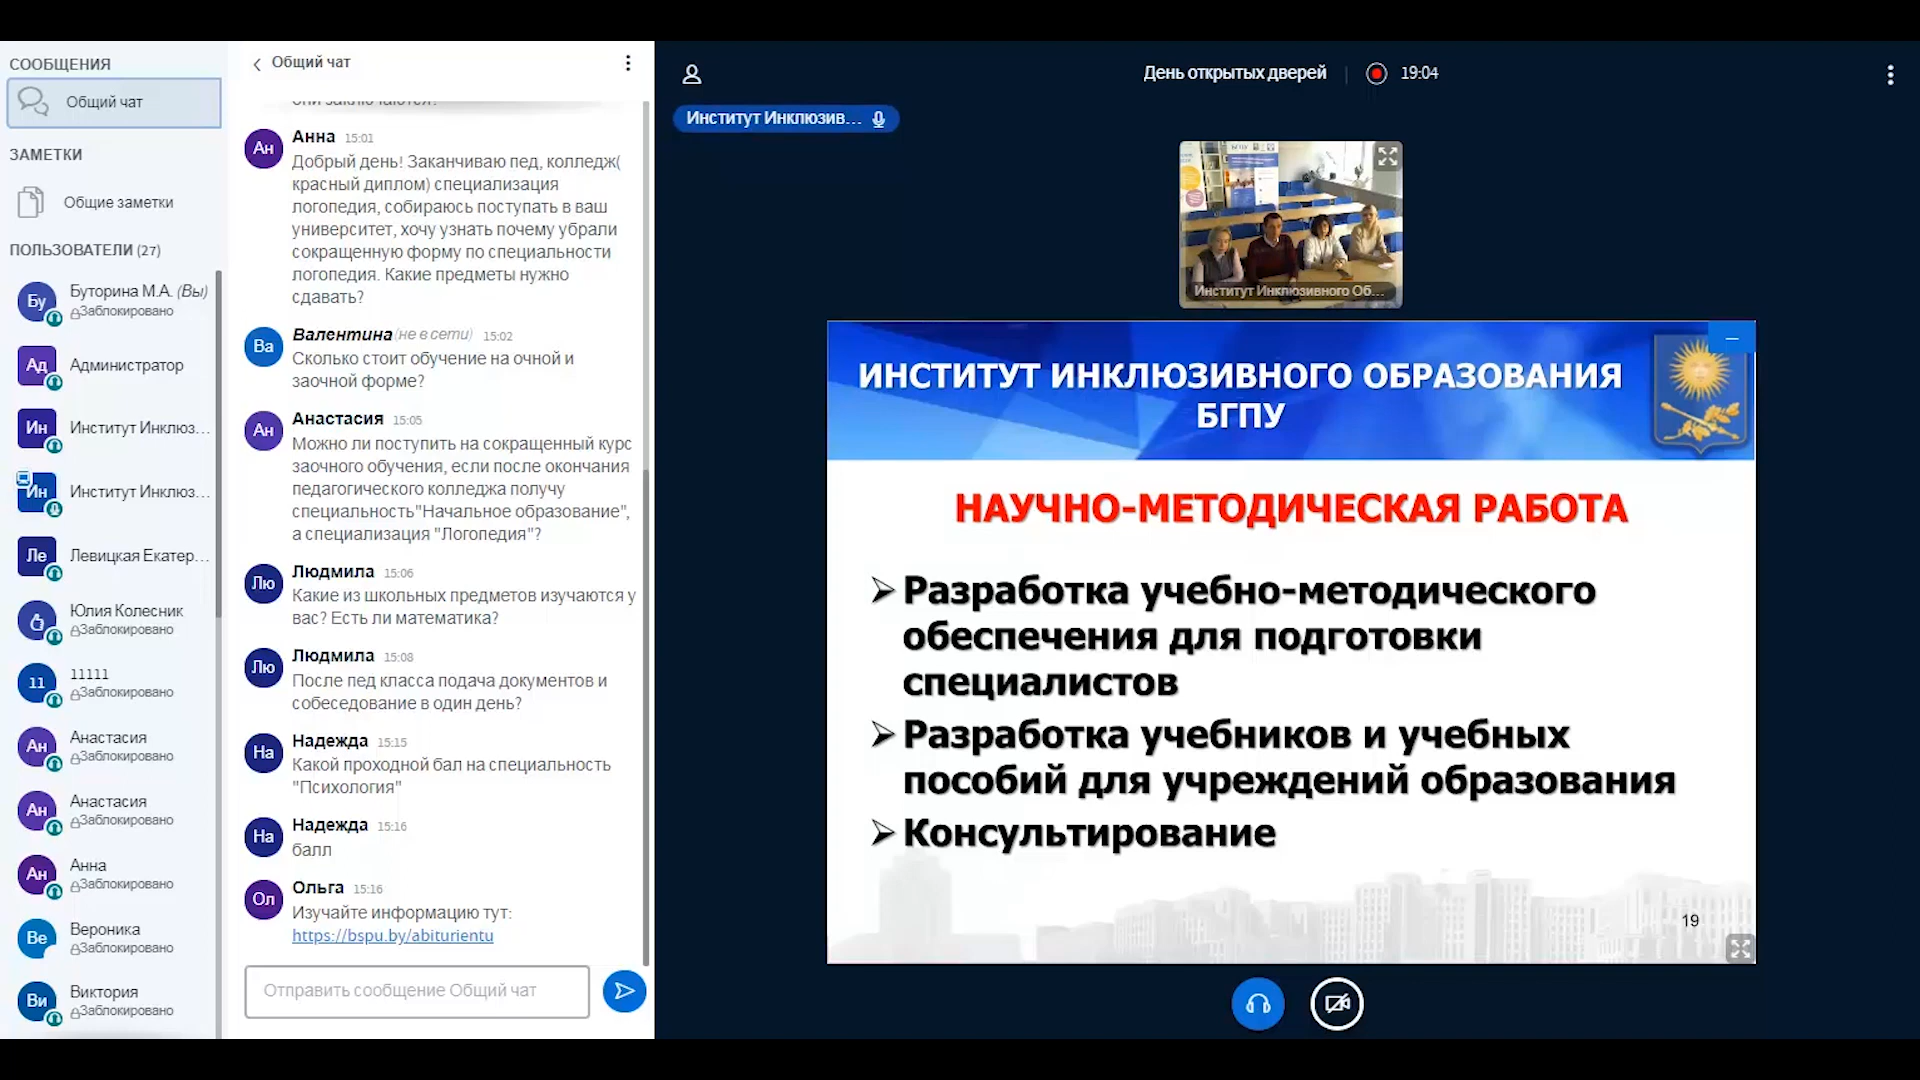 СООБЩЕНИЯ
Общий чат
ЗАМЕТКИ
Общие заметки
ПОЛЬЗОВАТЕЛИ (27)
Бу
Буторина М.А. (Вы)
Заблокировано
Ад
Администратор
Ин
Институт Инклюз...
Ин
Институт Инклюз...
Ле
Левицкая Екатер...
Юлия Колесник
Заблокировано
11
11111
Заблокировано
Ан
Анастасия
Заблокировано
Ан
Анастасия
Заблокировано
Ан
Анна
Заблокировано
Ве
Вероника
Заблокировано
Ви
Виктория
Заблокировано
Общий чат
они заключаются?
Ан
Анна 15:01
Добрый день! Заканчиваю пед, колледж(
красный диплом) специализация
логопедия, собираюсь поступать в ваш
университет, хочу узнать почему убрали
сокращенную форму по специальности
логопедия. Какие предметы нужно
сдавать?
Ва
Валентина (не в сети) 15:02
Сколько стоит обучение на очной и
заочной форме?
Ан
Анастасия 15:05
Можно ли поступить на сокращенный курс
заочного обучения, если после окончания
педагогического колледжа получу
специальность"Начальное образование",
а специализация "Логопедия"?
Лю
Людмила 15:06
Какие из школьных предметов изучаются у
вас? Есть ли математика?
Лю
Людмила 15:08
После пед класса подача документов и
собеседование в один день?
На
Надежда 15:15
Какой проходной бал на специальность
"Психология"
На
Надежда 15:16
балл
Ол
Ольга 15:16
Изучайте информацию тут:
https://bspu.by/abiturientu
Отправить сообщение Общий чат
День открытых дверей
19:04
Институт Инклюзив...
Институт Инклюзивного Об...
ИНСТИТУТ ИНКЛЮЗИВНОГО ОБРАЗОВАНИЯ
БГПУ
НАУЧНО-МЕТОДИЧЕСКАЯ РАБОТА
Разработка учебно-методического
обеспечения для подготовки
специалистов
Разработка учебников и учебных
пособий для учреждений образования
Консультирование
19